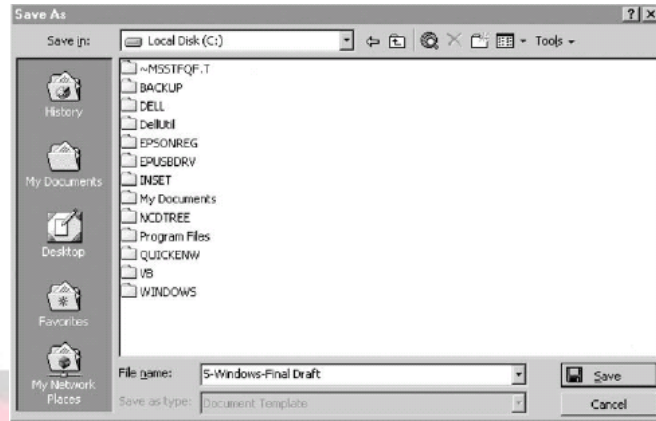 Save As
Save in: Local Disk (C:) Tools
~MSSTFQF.T
BACKUP
DELL
DellUtil
EPSONREG
EPUSBDRV
INSET
My Documents
NCDTREE
Program Files
QUICKENW
VB
WINDOWS
History
My Documents
Desktop
Favorites
My Network
Places
File name: 5-Windows-Final Draft Save
Save as type: Document Template Cancel